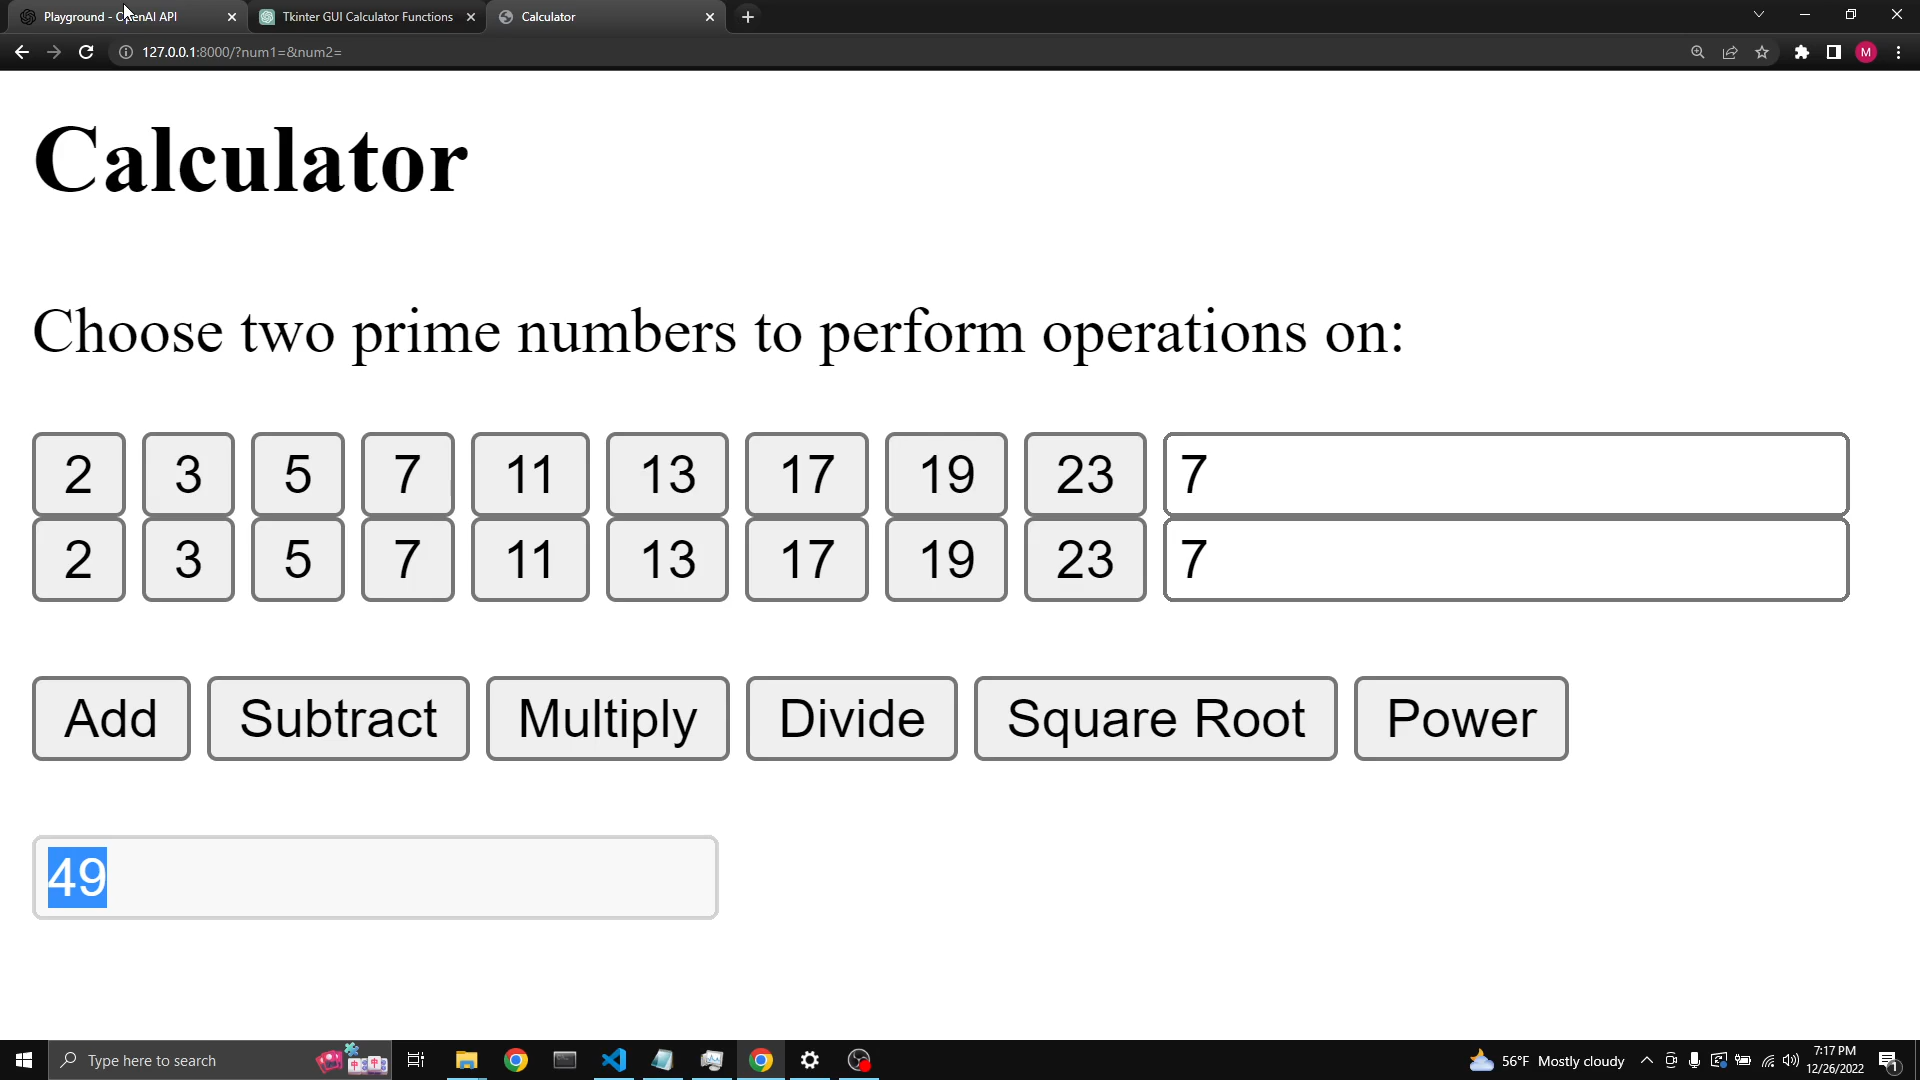 Playground - OpenAI API
Tkinter GUI Calculator Functions
Calculator
127.0.0.1:8000/?num1=&num2=
M
Calculator
Choose two prime numbers to perform operations on:
2 3 5 7 11 13 17 19 23 7
2 3 5 7 11 13 17 19 23 7
Add Subtract Multiply Divide Square Root Power
49
Type here to search
56°F Mostly cloudy
7:17 PM
12/26/2022
1